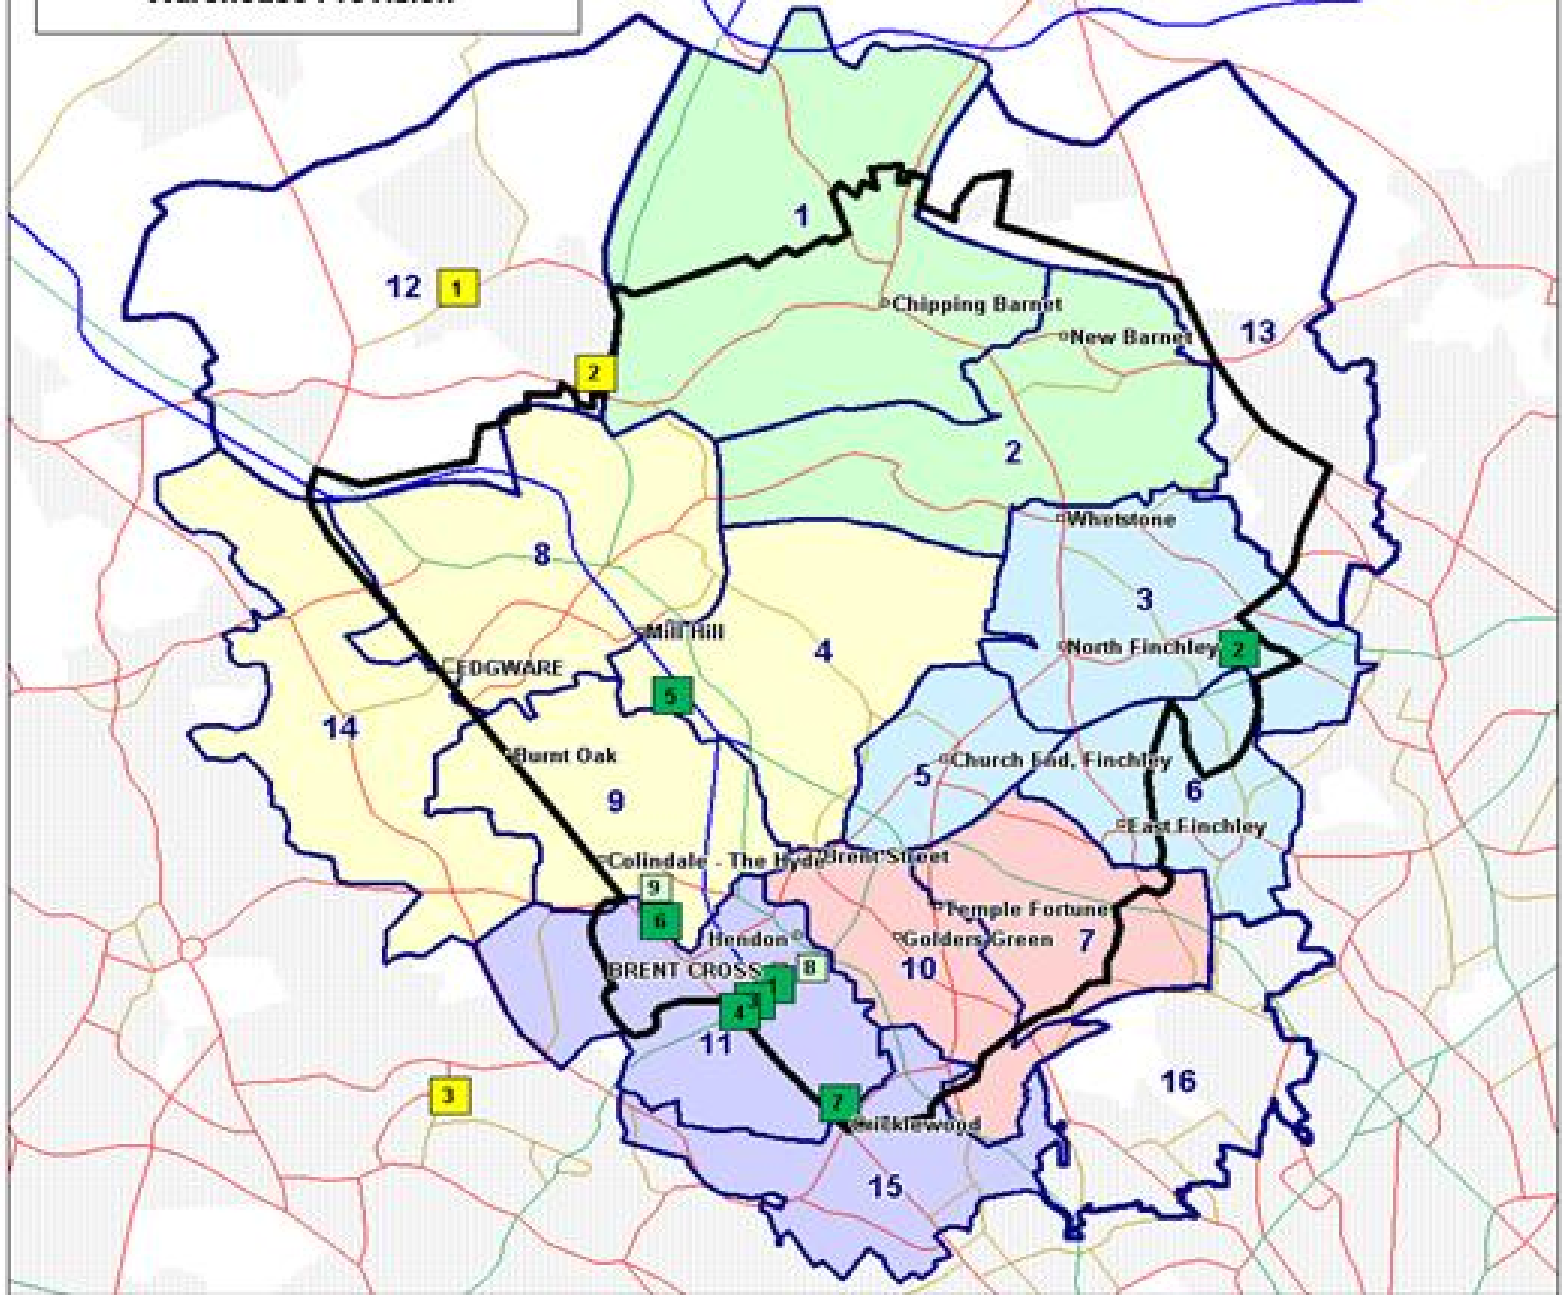 1
12
1
Chipping Barnet
New Barnet
13
2
2
Whetstone
8
3
Mill Hill
4
North Finchley
2
EDGWARE
5
14
Burnt Oak
Church End, Finchley
5
6
9
East Finchley
Colindale - The Hyde
Brent Street
9
6
Temple Fortune
Hendon
Golders Green
7
10
BRENT CROSS
8
4
11
16
3
7
Cricklewood
15